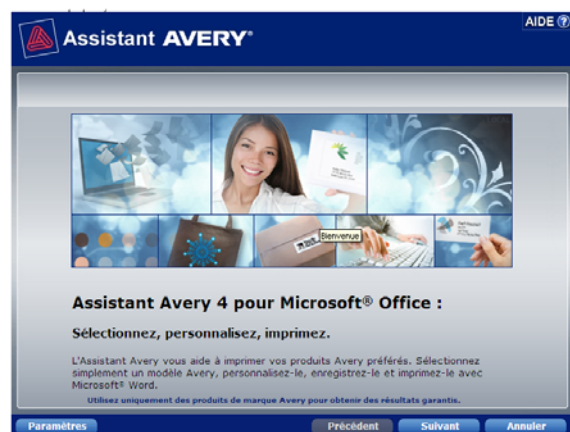 AIDE ?
Assistant AVERY®
Bienvenue
Assistant Avery 4 pour Microsoft® Office :
Sélectionnez, personnalisez, imprimez.
L'Assistant Avery vous aide à imprimer vos produits Avery préférés. Sélectionnez
simplement un modèle Avery, personnalisez-le, enregistrez-le et imprimez-le avec
Microsoft® Word.
Utilisez uniquement des produits de marque Avery pour obtenir des résultats garantis.
Paramètres
Précédent
Suivant
Annuler